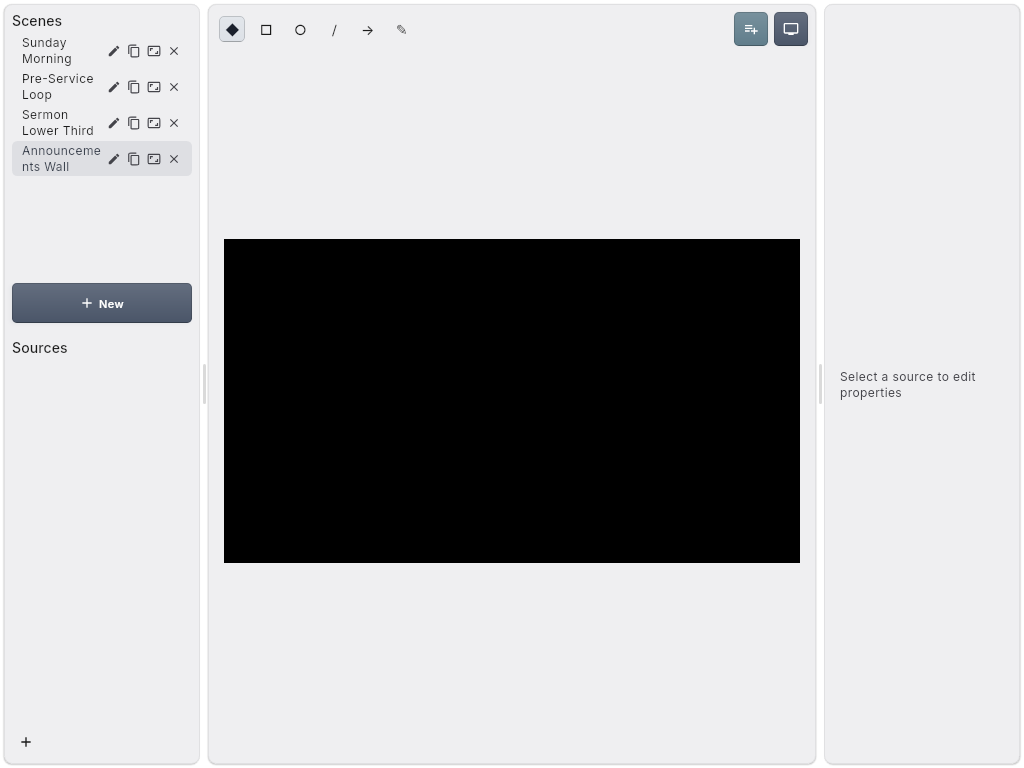 Scenes
Sunday
Morning
Pre-Service
Loop
Sermon
Lower Third
Announceme
nts Wall
New
Sources
Select a source to edit
properties